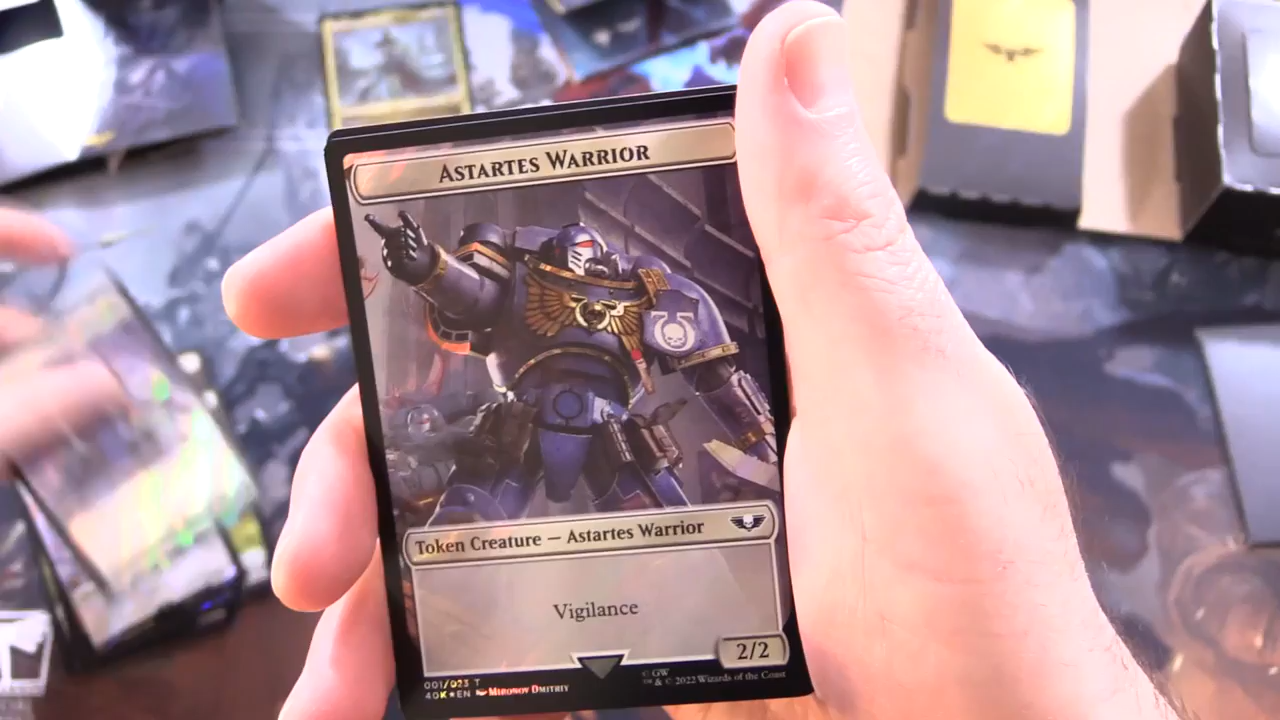 ASTARTES WARRIOR
Token Creature — Astartes Warrior
Vigilance
2/2
001/023 T
40K★EN Mironov Dmitriy
© GW
™ & © 2022 Wizards of the Coast